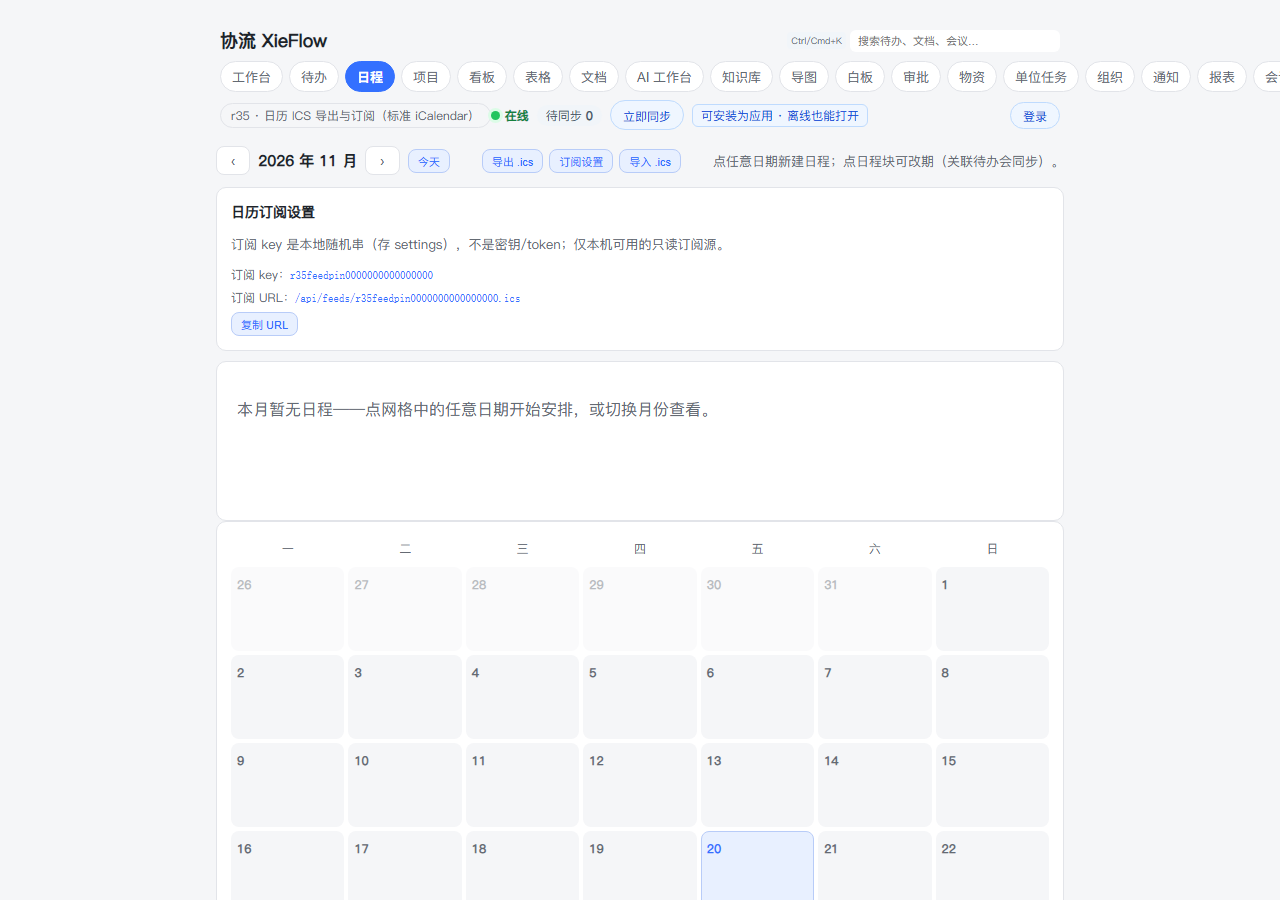 协流 XieFlow
Ctrl/Cmd+K 搜索待办、文档、会议…
工作台 待办 日程 项目 看板 表格 文档 AI 工作台 知识库 导图 白板 审批 物资 单位任务 组织 通知 报表
r35 · 日历 ICS 导出与订阅（标准 iCalendar） 在线 待同步 0 立即同步 可安装为应用 · 离线也能打开 登录
‹ 2026 年 11 月 › 今天 导出 .ics 订阅设置 导入 .ics 点任意日期新建日程；点日程块可改期（关联待办会同步）。
日历订阅设置
订阅 key 是本地随机串（存 settings），不是密钥/token；仅本机可用的只读订阅源。
订阅 key：r35feedpin0000000000000000
订阅 URL：/api/feeds/r35feedpin0000000000000000.ics
复制 URL
本月暂无日程——点网格中的任意日期开始安排，或切换月份查看。
一 二 三 四 五 六 日
26 27 28 29 30 31 1
2 3 4 5 6 7 8
9 10 11 12 13 14 15
16 17 18 19 20 21 22